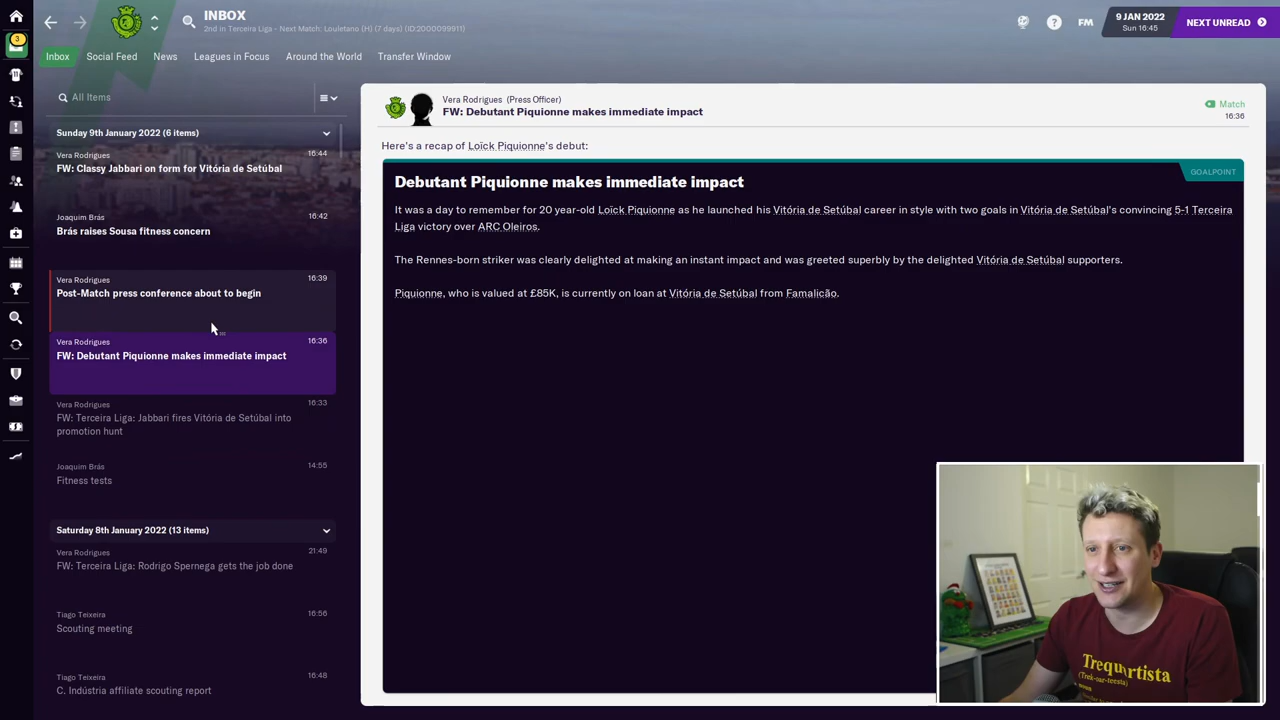 INBOX
2nd in Terceira Liga - Next Match: Louletano (H) (7 days) (ID:2000099911)
FM
9 JAN 2022
Sun 16:45
NEXT UNREAD
3
Inbox
Social Feed
News
Leagues in Focus
Around the World
Transfer Window
All Items
Sunday 9th January 2022 (6 items)
Vera Rodrigues
16:44
FW: Classy Jabbari on form for Vitória de Setúbal
Joaquim Brás
16:42
Brás raises Sousa fitness concern
Vera Rodrigues
16:39
Post-Match press conference about to begin
Vera Rodrigues
16:36
FW: Debutant Piquionne makes immediate impact
Vera Rodrigues
16:33
FW: Terceira Liga: Jabbari fires Vitória de Setúbal into
promotion hunt
Joaquim Brás
14:55
Fitness tests
Saturday 8th January 2022 (13 items)
Vera Rodrigues
21:49
FW: Terceira Liga: Rodrigo Spernega gets the job done
Tiago Teixeira
16:56
Scouting meeting
Tiago Teixeira
16:48
C. Indústria affiliate scouting report
Vera Rodrigues (Press Officer)
FW: Debutant Piquionne makes immediate impact
Match
16:36
Here's a recap of Loïck Piquionne's debut:
GOALPOINT
Debutant Piquionne makes immediate impact
It was a day to remember for 20 year-old Loïck Piquionne as he launched his Vitória de Setúbal career in style with two goals in Vitória de Setúbal's convincing 5-1 Terceira
Liga victory over ARC Oleiros.
The Rennes-born striker was clearly delighted at making an instant impact and was greeted superbly by the delighted Vitória de Setúbal supporters.
Piquionne, who is valued at £85K, is currently on loan at Vitória de Setúbal from Famalicão.
Trequartista
(Trek-oar-teesta)